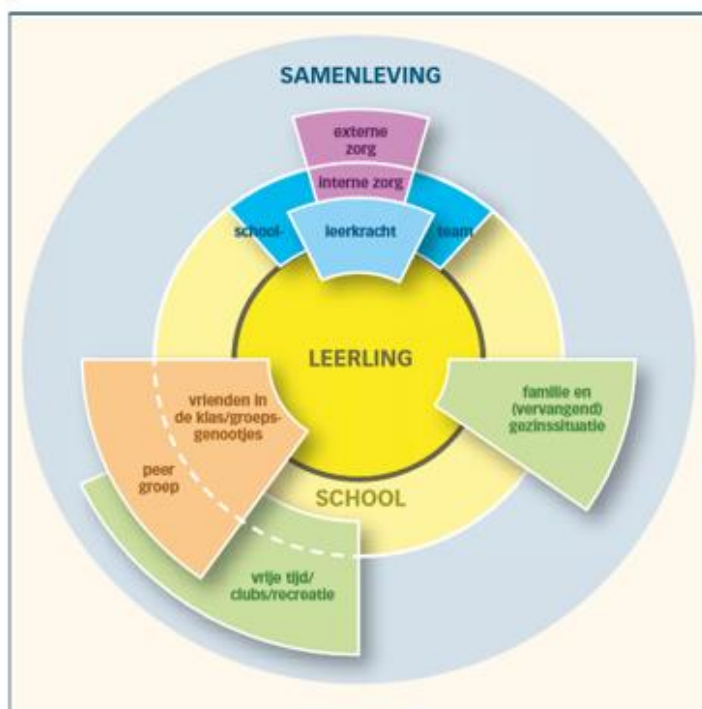 SAMENLEVING
externe
zorg
interne zorg
school-
leerkracht
team
LEERLING
vrienden in
de klas/groeps-
genootjes
familie en
(vervangend)
gezinssituatie
peer
groep
SCHOOL
vrije tijd/
clubs/recreatie